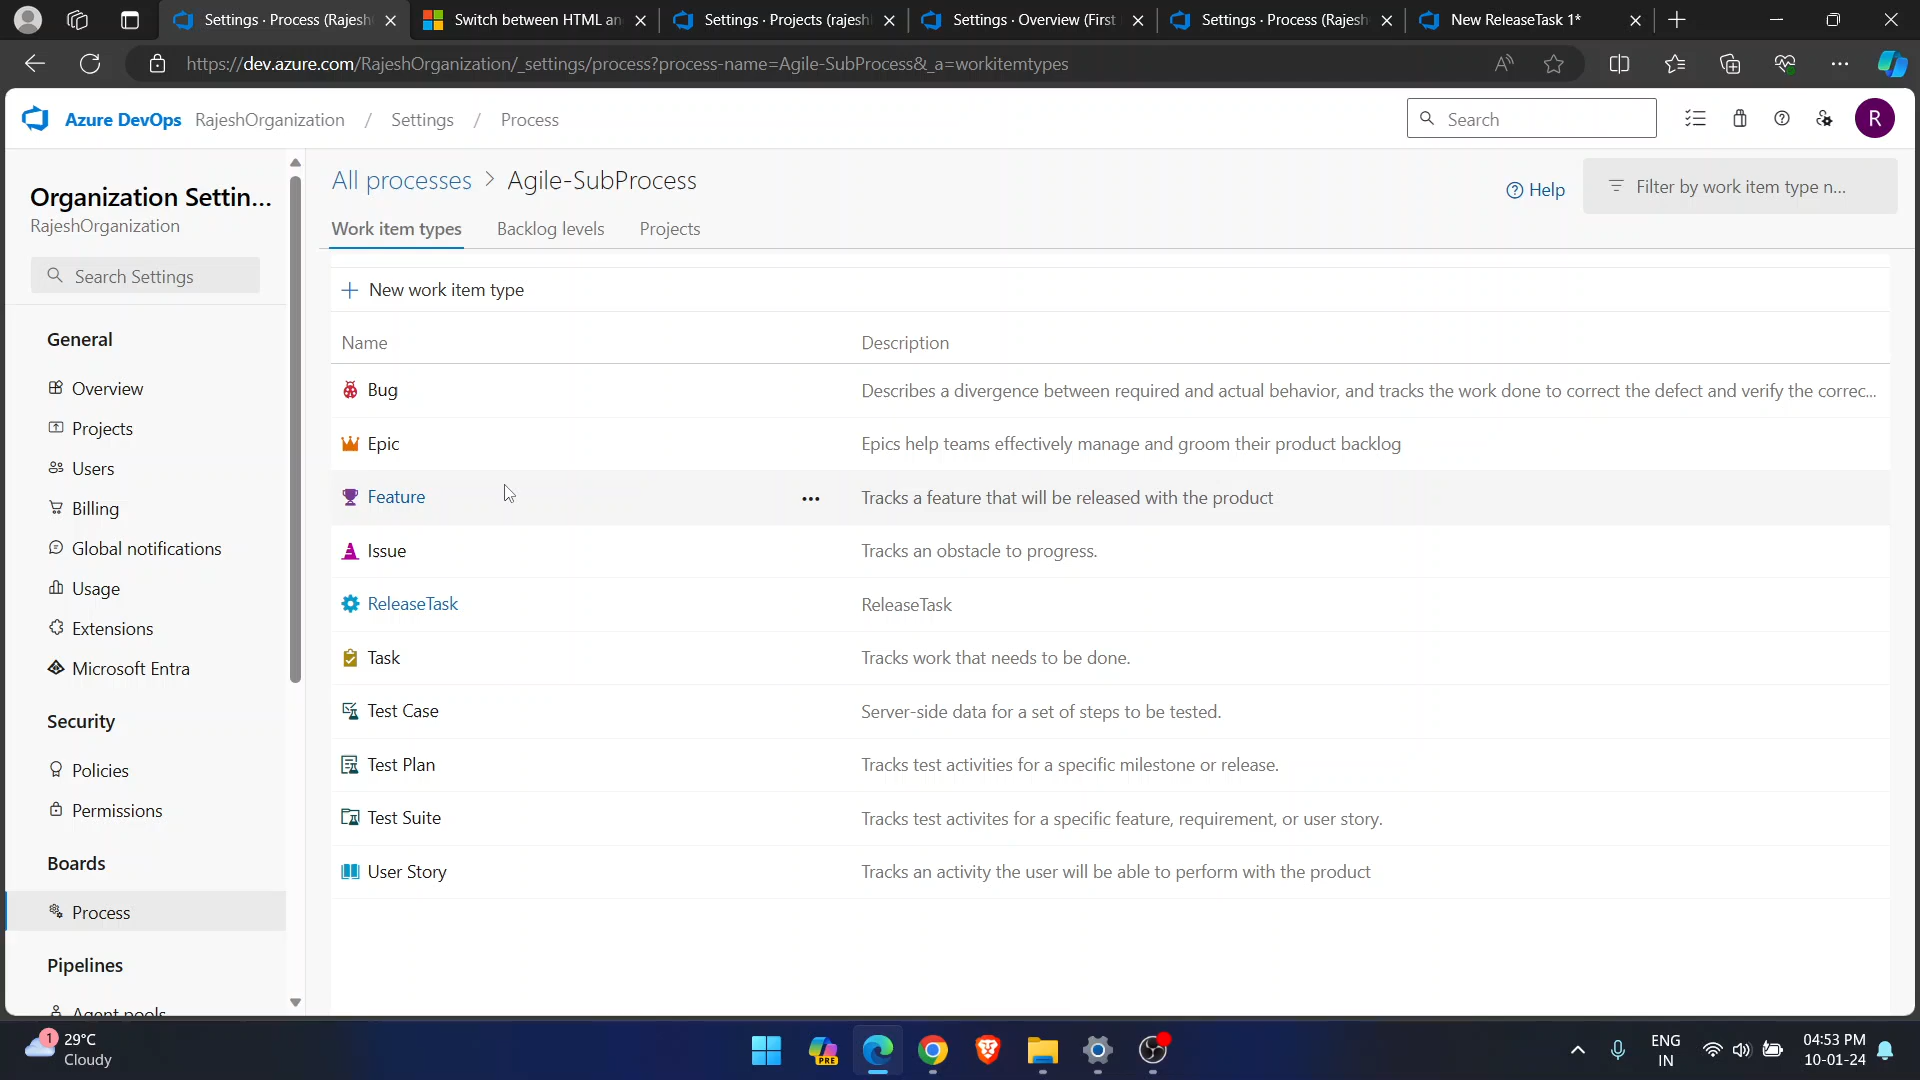 Settings · Process (Rajesh
Switch between HTML an
Settings · Projects (rajesh
Settings · Overview (First
Settings · Process (Rajesh
New ReleaseTask 1*
https://dev.azure.com/RajeshOrganization/_settings/process?process-name=Agile-SubProcess&_a=workitemtypes
Azure DevOps RajeshOrganization / Settings / Process
Search
R
Organization Settin...
RajeshOrganization
Search Settings
General
Overview
Projects
Users
Billing
Global notifications
Usage
Extensions
Microsoft Entra
Security
Policies
Permissions
Boards
Process
Pipelines
Agent pools
All processes > Agile-SubProcess
Help
Filter by work item type n...
Work item types Backlog levels Projects
New work item type
Name Description
Bug Describes a divergence between required and actual behavior, and tracks the work done to correct the defect and verify the correc...
Epic Epics help teams effectively manage and groom their product backlog
Feature ... Tracks a feature that will be released with the product
Issue Tracks an obstacle to progress.
ReleaseTask ReleaseTask
Task Tracks work that needs to be done.
Test Case Server-side data for a set of steps to be tested.
Test Plan Tracks test activities for a specific milestone or release.
Test Suite Tracks test activites for a specific feature, requirement, or user story.
User Story Tracks an activity the user will be able to perform with the product
1
29°C
Cloudy
PRE
ENG
IN
04:53 PM
10-01-24